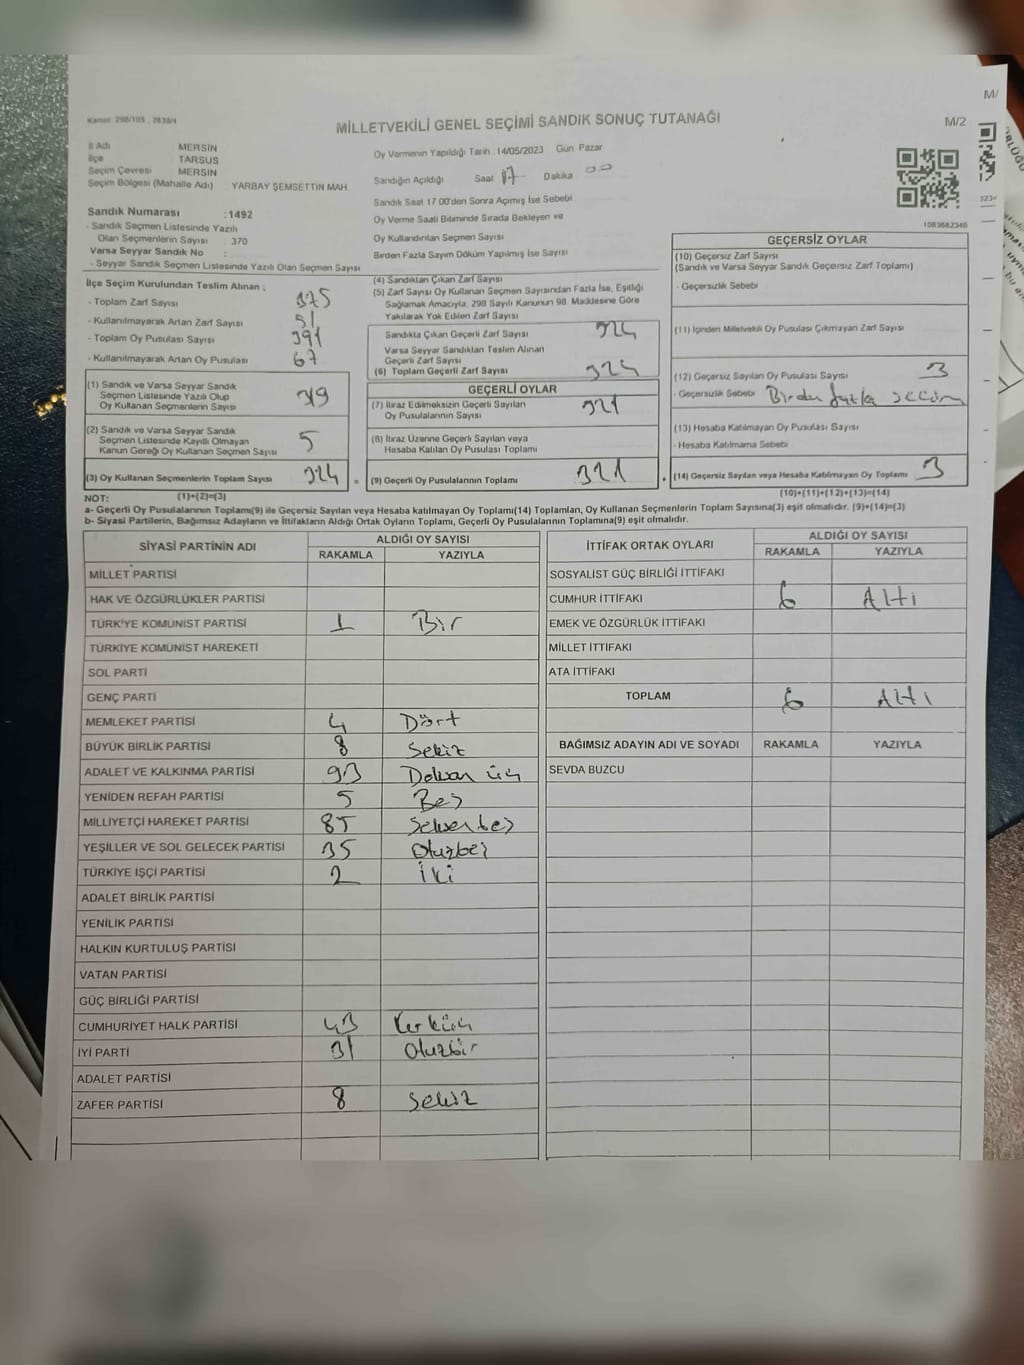 Kanun: 298/105 , 2839/4
MİLLETVEKİLİ GENEL SEÇİMİ SANDIK SONUÇ TUTANAĞI
M/2
M/
İl Adı MERSİN
İlçe TARSUS
Seçim Çevresi MERSİN
Seçim Bölgesi (Mahalle Adı) : YARBAY ŞEMSETTİN MAH.
Sandık Numarası :1492
- Sandık Seçmen Listesinde Yazılı
Olan Seçmenlerin Sayısı : 370
Varsa Seyyar Sandık No :
- Seyyar Sandık Seçmen Listesinde Yazılı Olan Seçmen Sayısı
Oy Vermenin Yapıldığı Tarih : 14/05/2023 Gün Pazar
Sandığın Açıldığı Saat 17 Dakika 00
Sandık Saat 17.00'den Sonra Açılmış İse Sebebi
Oy Verme Saati Bitiminde Sırada Bekleyen ve
Oy Kullandırılan Seçmen Sayısı
Birden Fazla Sayım Döküm Yapılmış İse Sayısı
1083682346
İlçe Seçim Kurulundan Teslim Alınan ;
- Toplam Zarf Sayısı 375
- Kullanılmayarak Artan Zarf Sayısı 51
- Toplam Oy Pusulası Sayısı 391
- Kullanılmayarak Artan Oy Pusulası 67
(1) Sandık ve Varsa Seyyar Sandık
Seçmen Listesinde Yazılı Olup
Oy Kullanan Seçmenlerin Sayısı 319
(2) Sandık ve Varsa Seyyar Sandık
Seçmen Listesinde Kayıtlı Olmayan
Kanun Gereği Oy Kullanan Seçmen Sayısı 5
(3) Oy Kullanan Seçmenlerin Toplam Sayısı 324 =
(4) Sandıktan Çıkan Zarf Sayısı
(5) Zarf Sayısı Oy Kullanan Seçmen Sayısından Fazla İse, Eşitliği
Sağlamak Amacıyla, 298 Sayılı Kanunun 98. Maddesine Göre
Yakılarak Yok Edilen Zarf Sayısı
Sandıkta Çıkan Geçerli Zarf Sayısı 324
Varsa Seyyar Sandıktan Teslim Alınan
Geçerli Zarf Sayısı
(6) Toplam Geçerli Zarf Sayısı 324
GEÇERLİ OYLAR
(7) İtiraz Edilmeksizin Geçerli Sayılan
Oy Pusulalarının Sayısı 321
(8) İtiraz Üzerine Geçerli Sayılan veya
Hesaba Katılan Oy Pusulası Toplamı
(9) Geçerli Oy Pusulalarının Toplamı 321 +
GEÇERSİZ OYLAR
(10) Geçersiz Zarf Sayısı
(Sandık ve Varsa Seyyar Sandık Geçersiz Zarf Toplamı)
- Geçersizlik Sebebi
(11) İçinden Milletvekili Oy Pusulası Çıkmayan Zarf Sayısı
(12) Geçersiz Sayılan Oy Pusulası Sayısı 3
- Geçersizlik Sebebi Birden fazla seçim
(13) Hesaba Katılmayan Oy Pusulası Sayısı
- Hesaba Katılmama Sebebi
(14) Geçersiz Sayılan veya Hesaba Katılmayan Oy Toplamı 3
NOT: (1)+(2)=(3)
(10)+(11)+(12)+(13)=(14)
a- Geçerli Oy Pusulalarının Toplamı(9) ile Geçersiz Sayılan veya Hesaba katılmayan Oy Toplamı(14) Toplamları, Oy Kullanan Seçmenlerin Toplam Sayısına(3) eşit olmalıdır. (9)+(14)=(3)
b- Siyasi Partilerin, Bağımsız Adayların ve İttifakların Aldığı Ortak Oyların Toplamı, Geçerli Oy Pusulalarının Toplamına(9) eşit olmalıdır.
SİYASİ PARTİNİN ADI
ALDIĞI OY SAYISI
RAKAMLA YAZIYLA
MİLLET PARTİSİ
HAK VE ÖZGÜRLÜKLER PARTİSİ
TÜRKİYE KOMÜNİST PARTİSİ 1 Bir
TÜRKİYE KOMÜNİST HAREKETİ
SOL PARTİ
GENÇ PARTİ
MEMLEKET PARTİSİ 4 Dört
BÜYÜK BİRLİK PARTİSİ 8 Sekiz
ADALET VE KALKINMA PARTİSİ 93 Doksan üç
YENİDEN REFAH PARTİSİ 5 Beş
MİLLİYETÇİ HAREKET PARTİSİ 85 Seksenbeş
YEŞİLLER VE SOL GELECEK PARTİSİ 35 Otuzbeş
TÜRKİYE İŞÇİ PARTİSİ 2 İki
ADALET BİRLİK PARTİSİ
YENİLİK PARTİSİ
HALKIN KURTULUŞ PARTİSİ
VATAN PARTİSİ
GÜÇ BİRLİĞİ PARTİSİ
CUMHURİYET HALK PARTİSİ 43 Kırküç
İYİ PARTİ 31 Otuzbir
ADALET PARTİSİ
ZAFER PARTİSİ 8 Sekiz
İTTİFAK ORTAK OYLARI
ALDIĞI OY SAYISI
RAKAMLA YAZIYLA
SOSYALİST GÜÇ BİRLİĞİ İTTİFAKI
CUMHUR İTTİFAKI 6 Altı
EMEK VE ÖZGÜRLÜK İTTİFAKI
MİLLET İTTİFAKI
ATA İTTİFAKI
TOPLAM 6 Altı
BAĞIMSIZ ADAYIN ADI VE SOYADI RAKAMLA YAZIYLA
SEVDA BUZCU